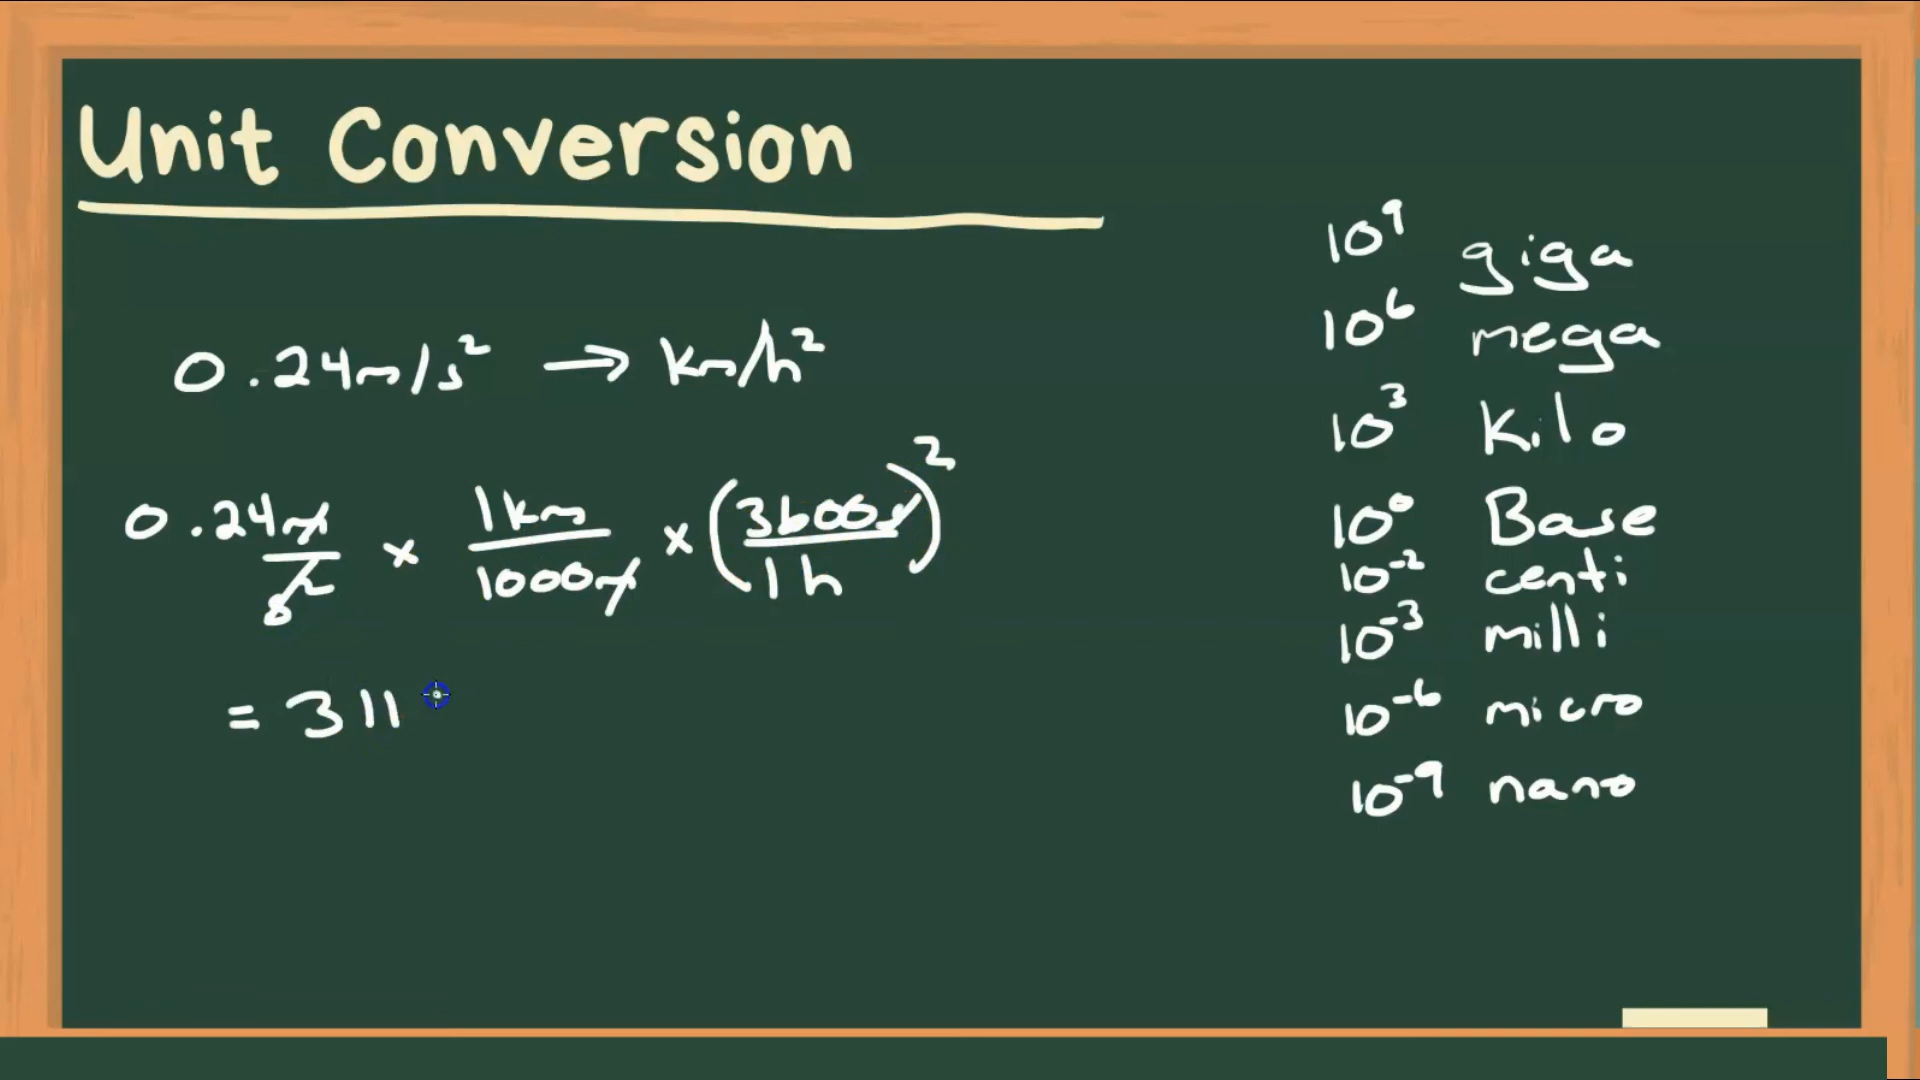 Unit Conversion
0.24m/s² → km/h²
0.24m/s² × 1km/1000m × (3600s/1h)²
= 311
10⁹ giga
10⁶ mega
10³ Kilo
10⁰ Base
10⁻² centi
10⁻³ milli
10⁻⁶ micro
10⁻⁹ nano